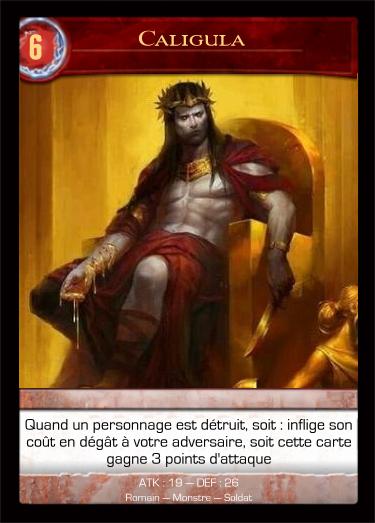 6
Caligula
Quand un personnage est détruit, soit : inflige son
coût en dégât à votre adversaire, soit cette carte
gagne 3 points d'attaque
ATK : 19 — DEF : 26
Romain — Monstre — Soldat